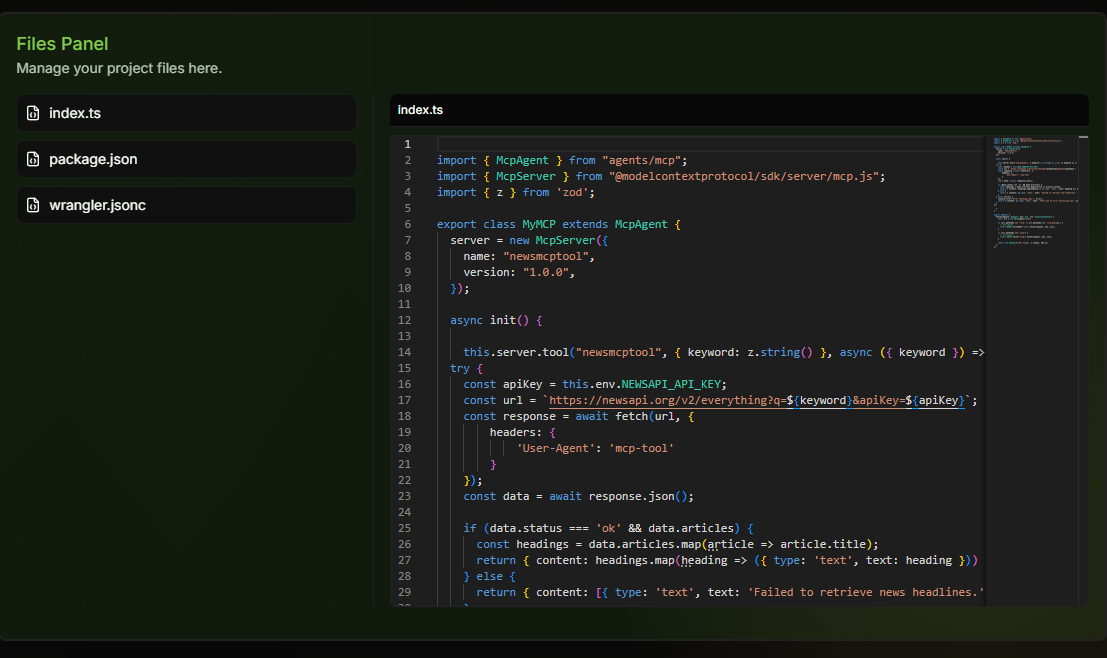 Files Panel
Manage your project files here.
index.ts
package.json
wrangler.jsonc
index.ts
1
2 import { McpAgent } from "agents/mcp";
3 import { McpServer } from "@modelcontextprotocol/sdk/server/mcp.js";
4 import { z } from 'zod';
5
6 export class MyMCP extends McpAgent {
7 server = new McpServer({
8 name: "newsmcptool",
9 version: "1.0.0",
10 });
11
12 async init() {
13
14 this.server.tool("newsmcptool", { keyword: z.string() }, async ({ keyword }) =>
15 try {
16 const apiKey = this.env.NEWSAPI_API_KEY;
17 const url = `https://newsapi.org/v2/everything?q=${keyword}&apiKey=${apiKey}`;
18 const response = await fetch(url, {
19 headers: {
20 'User-Agent': 'mcp-tool'
21 }
22 });
23 const data = await response.json();
24
25 if (data.status === 'ok' && data.articles) {
26 const headings = data.articles.map(article => article.title);
27 return { content: headings.map(heading => ({ type: 'text', text: heading }))
28 } else {
29 return { content: [{ type: 'text', text: 'Failed to retrieve news headlines.'